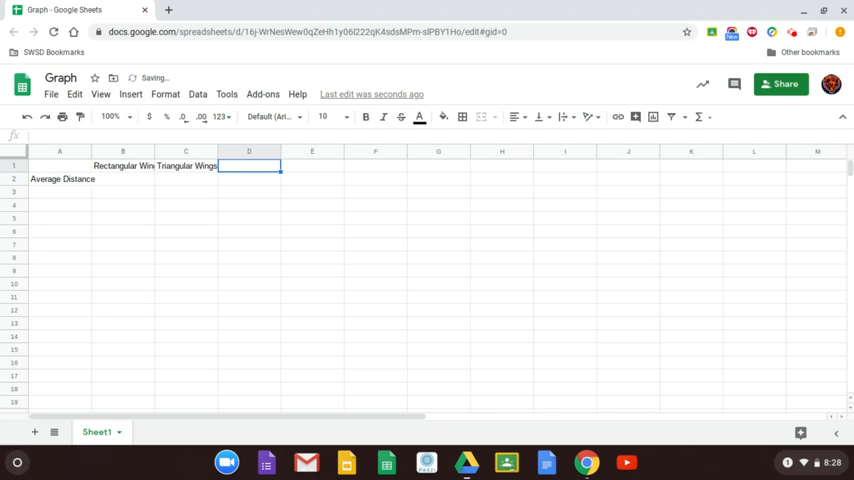 Graph - Google Sheets
docs.google.com/spreadsheets/d/16j-WrNesWew0qZeHh1y06l222qK4sdsMPm-slPBY1Ho/edit#gid=0
New
SWSD Bookmarks
Other bookmarks
Graph
Saving...
File Edit View Insert Format Data Tools Add-ons Help Last edit was seconds ago
Share
100% $ % .0 .00 123 Default (Ari... 10 B I S A
fx
A B C D E F G H I J K L M
1 Rectangular Wing Triangular Wings
2 Average Distance
3
4
5
6
7
8
9
10
11
12
13
14
15
16
17
18
19
Sheet1
1 8:28